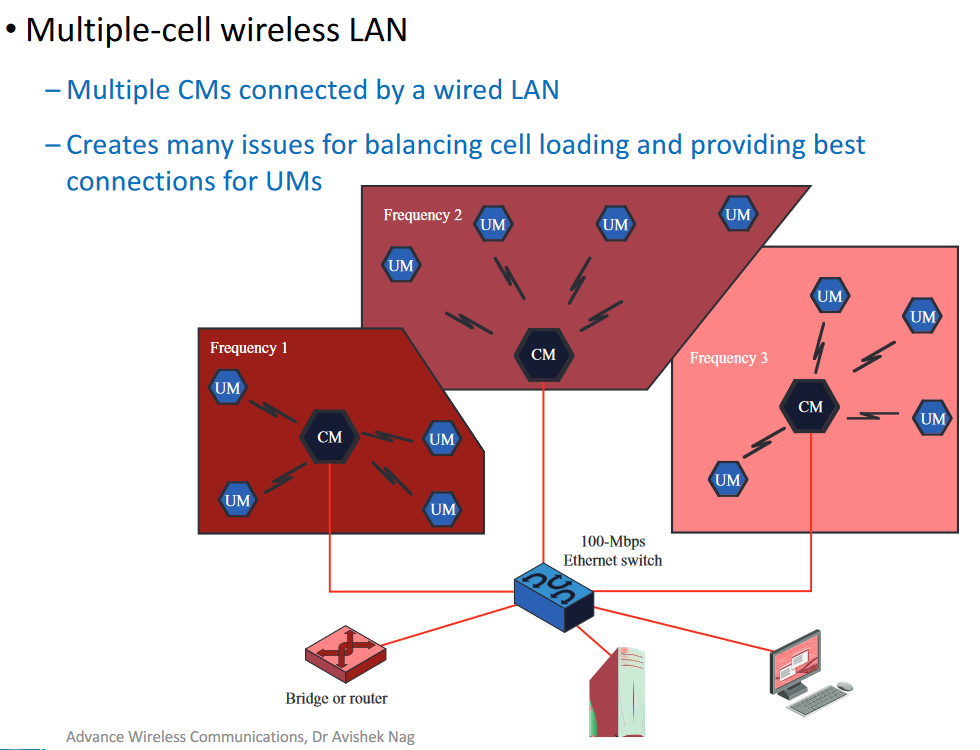 • Multiple-cell wireless LAN
– Multiple CMs connected by a wired LAN
– Creates many issues for balancing cell loading and providing best
connections for UMs
Frequency 2
UM
UM
UM
UM
CM
Frequency 1
UM
CM
UM
UM
UM
Frequency 3
UM
UM
CM
UM
UM
100-Mbps
Ethernet switch
Bridge or router
Advance Wireless Communications, Dr Avishek Nag